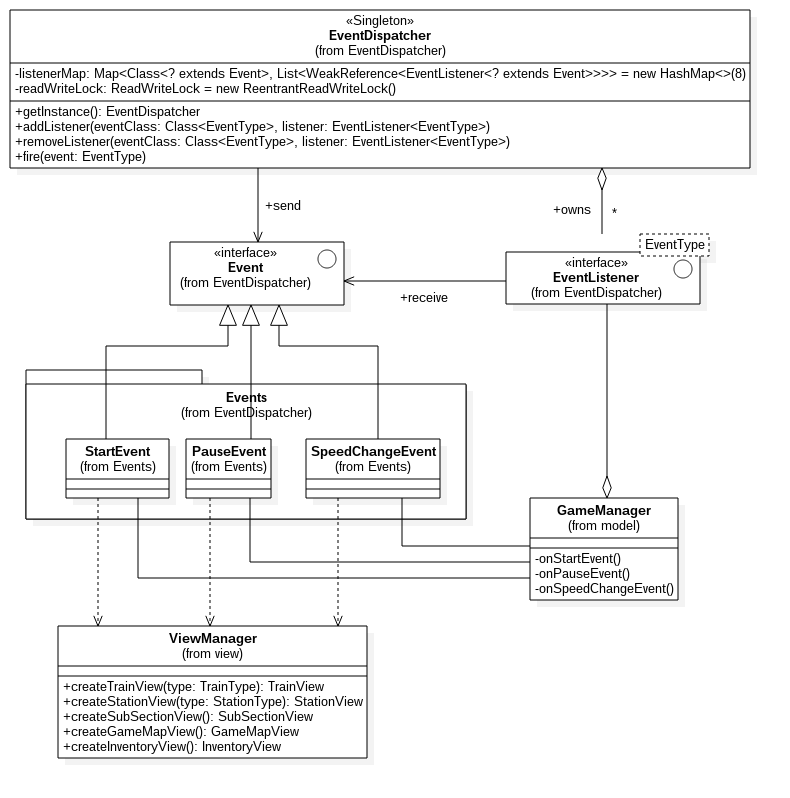 «Singleton»
EventDispatcher
(from EventDispatcher)
-listenerMap: Map<Class<? extends Event>, List<WeakReference<EventListener<? extends Event>>>> = new HashMap<>(8)
-readWriteLock: ReadWriteLock = new ReentrantReadWriteLock()
+getInstance(): EventDispatcher
+addListener(eventClass: Class<EventType>, listener: EventListener<EventType>)
+removeListener(eventClass: Class<EventType>, listener: EventListener<EventType>)
+fire(event: EventType)
+send
+owns
*
«interface»
Event
(from EventDispatcher)
EventType
«interface»
EventListener
(from EventDispatcher)
+receive
Events
(from EventDispatcher)
StartEvent
(from Events)
PauseEvent
(from Events)
SpeedChangeEvent
(from Events)
GameManager
(from model)
-onStartEvent()
-onPauseEvent()
-onSpeedChangeEvent()
ViewManager
(from view)
+createTrainView(type: TrainType): TrainView
+createStationView(type: StationType): StationView
+createSubSectionView(): SubSectionView
+createGameMapView(): GameMapView
+createInventoryView(): InventoryView